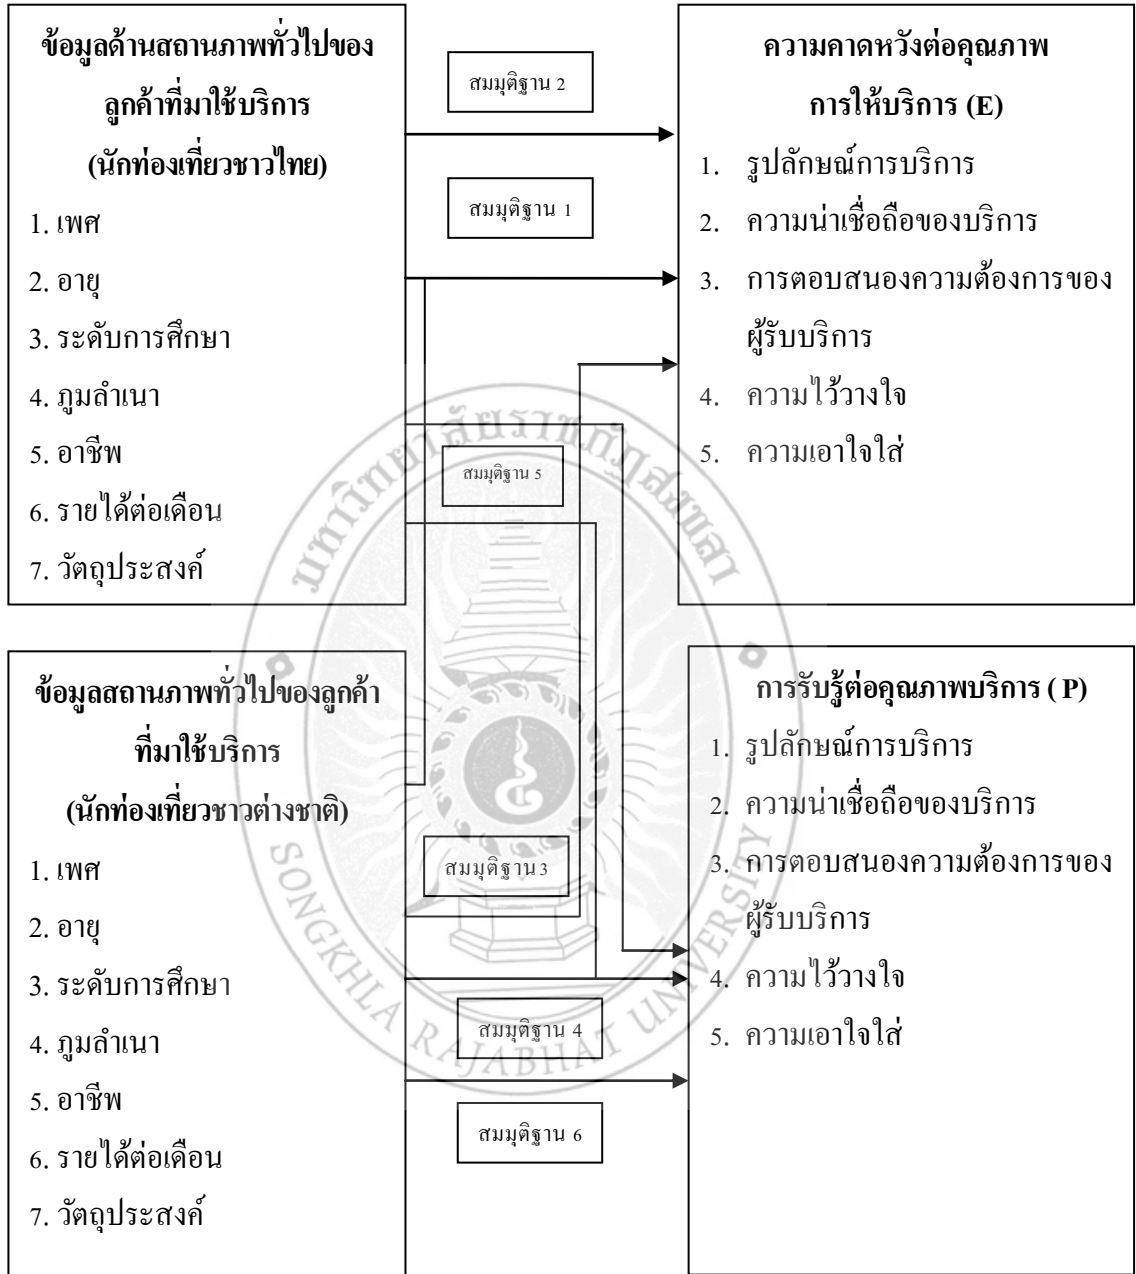 ข้อมูลด้านสถานภาพทั่วไปของ
ลูกค้าที่มาใช้บริการ
(นักท่องเที่ยวชาวไทย)
1. เพศ
2. อายุ
3. ระดับการศึกษา
4. ภูมลำเนา
5. อาชีพ
6. รายได้ต่อเดือน
7. วัตถุประสงค์
สมมุติฐาน 2
สมมุติฐาน 1
สมมุติฐาน 5
ความคาดหวังต่อคุณภาพ
การให้บริการ (E)
1. รูปลักษณ์การบริการ
2. ความน่าเชื่อถือของบริการ
3. การตอบสนองความต้องการของ
ผู้รับบริการ
4. ความไว้วางใจ
5. ความเอาใจใส่
มหาวิทยาลัยราชภัฏสงขลา
ข้อมูลสถานภาพทั่วไปของลูกค้า
ที่มาใช้บริการ
(นักท่องเที่ยวชาวต่างชาติ)
1. เพศ
2. อายุ
3. ระดับการศึกษา
4. ภูมลำเนา
5. อาชีพ
6. รายได้ต่อเดือน
7. วัตถุประสงค์
สมมุติฐาน 3
สมมุติฐาน 4
สมมุติฐาน 6
การรับรู้ต่อคุณภาพบริการ ( P)
1. รูปลักษณ์การบริการ
2. ความน่าเชื่อถือของบริการ
3. การตอบสนองความต้องการของ
ผู้รับบริการ
4. ความไว้วางใจ
5. ความเอาใจใส่
SONGKHLA RAJABHAT UNIVERSITY